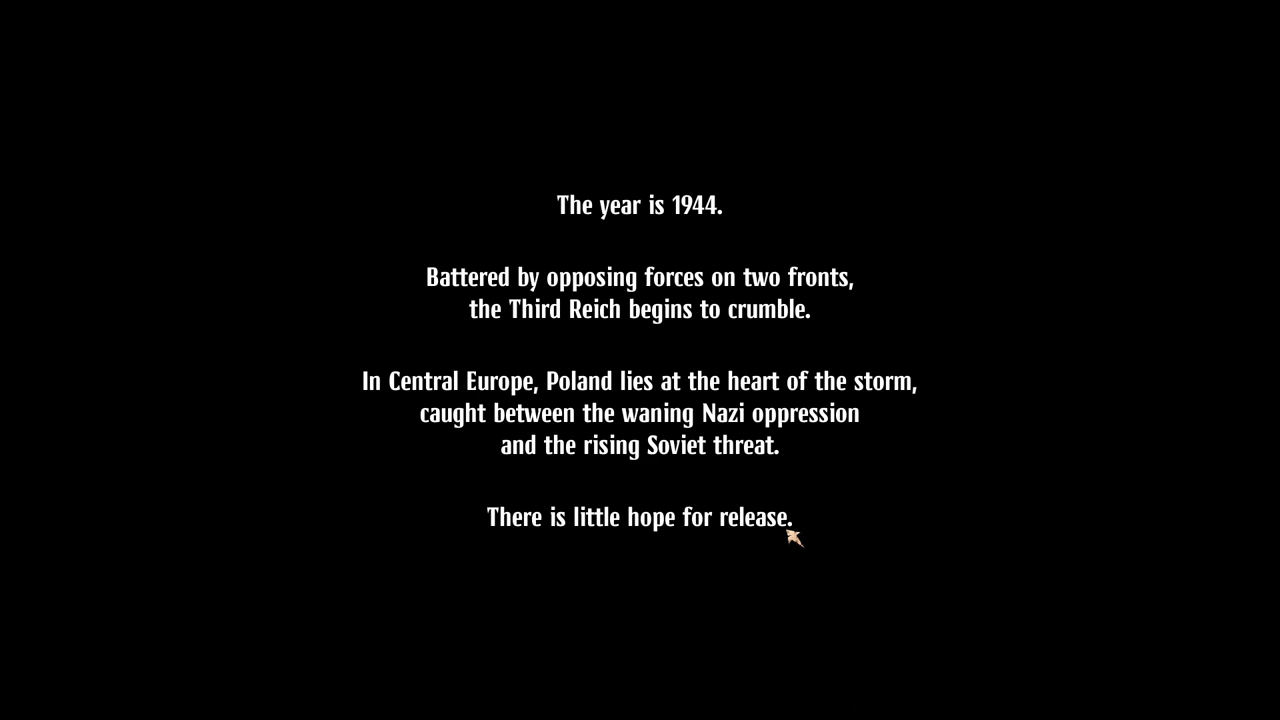 The year is 1944.
Battered by opposing forces on two fronts,
the Third Reich begins to crumble.
In Central Europe, Poland lies at the heart of the storm,
caught between the waning Nazi oppression
and the rising Soviet threat.
There is little hope for release.